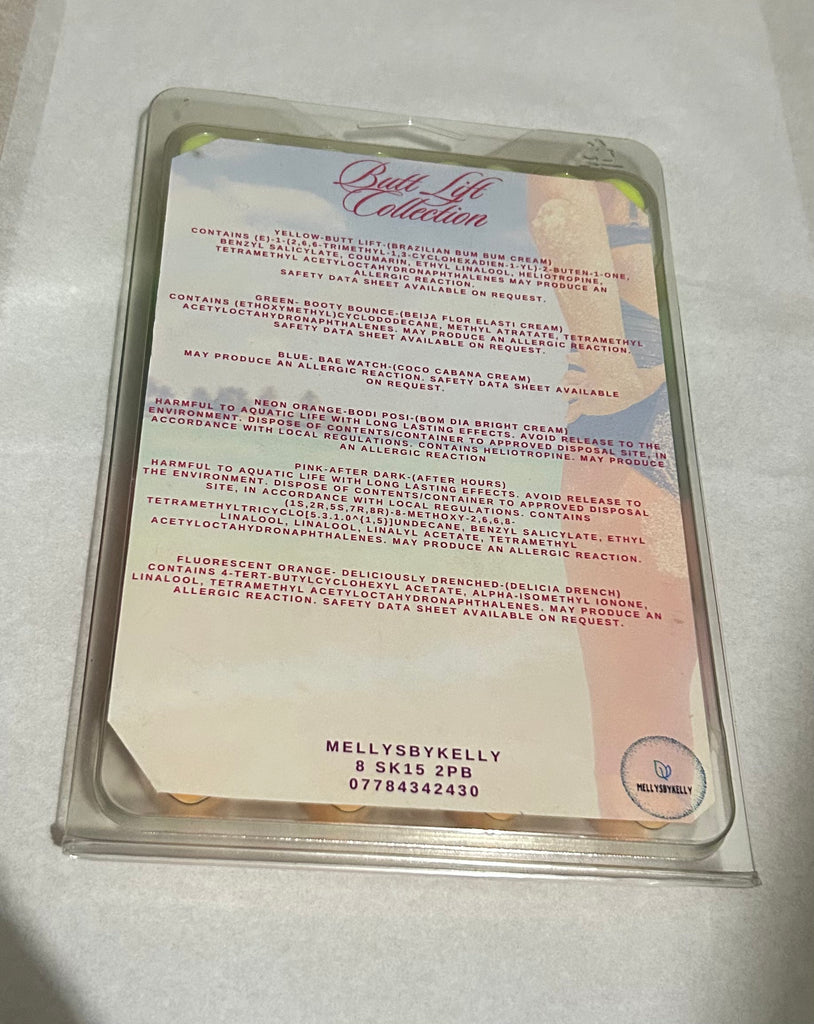 Butt Lift
Collection
YELLOW-BUTT LIFT-(BRAZILIAN BUM BUM CREAM)
CONTAINS (E)-1-(2,6,6-TRIMETHYL-1,3-CYCLOHEXADIEN-1-YL)-2-BUTEN-1-ONE,
BENZYL SALICYLATE, COUMARIN, ETHYL LINALOOL, HELIOTROPINE,
TETRAMETHYL ACETYLOCTAHYDRONAPHTHALENES MAY PRODUCE AN
ALLERGIC REACTION.
SAFETY DATA SHEET AVAILABLE ON REQUEST.
GREEN- BOOTY BOUNCE-(BEIJA FLOR ELASTI CREAM)
CONTAINS (ETHOXYMETHYL)CYCLODODECANE, METHYL ATRATATE, TETRAMETHYL
ACETYLOCTAHYDRONAPHTHALENES. MAY PRODUCE AN ALLERGIC REACTION.
SAFETY DATA SHEET AVAILABLE ON REQUEST.
BLUE- BAE WATCH-(COCO CABANA CREAM)
MAY PRODUCE AN ALLERGIC REACTION. SAFETY DATA SHEET AVAILABLE
ON REQUEST.
NEON ORANGE-BODI POSI-(BOM DIA BRIGHT CREAM)
HARMFUL TO AQUATIC LIFE WITH LONG LASTING EFFECTS. AVOID RELEASE TO THE
ENVIRONMENT. DISPOSE OF CONTENTS/CONTAINER TO APPROVED DISPOSAL SITE, IN
ACCORDANCE WITH LOCAL REGULATIONS. CONTAINS HELIOTROPINE. MAY PRODUCE
AN ALLERGIC REACTION
PINK-AFTER DARK-(AFTER HOURS)
HARMFUL TO AQUATIC LIFE WITH LONG LASTING EFFECTS. AVOID RELEASE TO
THE ENVIRONMENT. DISPOSE OF CONTENTS/CONTAINER TO APPROVED DISPOSAL
SITE, IN ACCORDANCE WITH LOCAL REGULATIONS. CONTAINS
(1S,2R,5S,7R,8R)-8-METHOXY-2,6,6,8-
TETRAMETHYLTRICYCLO[5.3.1.0^(1,5)]UNDECANE, BENZYL SALICYLATE, ETHYL
LINALOOL, LINALOOL, LINALYL ACETATE, TETRAMETHYL
ACETYLOCTAHYDRONAPHTHALENES. MAY PRODUCE AN ALLERGIC REACTION.
FLUORESCENT ORANGE- DELICIOUSLY DRENCHED-(DELICIA DRENCH)
CONTAINS 4-TERT-BUTYLCYCLOHEXYL ACETATE, ALPHA-ISOMETHYL IONONE,
LINALOOL, TETRAMETHYL ACETYLOCTAHYDRONAPHTHALENES. MAY PRODUCE AN
ALLERGIC REACTION. SAFETY DATA SHEET AVAILABLE ON REQUEST.
MELLYSBYKELLY
8 SK15 2PB
07784342430
MELLYSBYKELLY